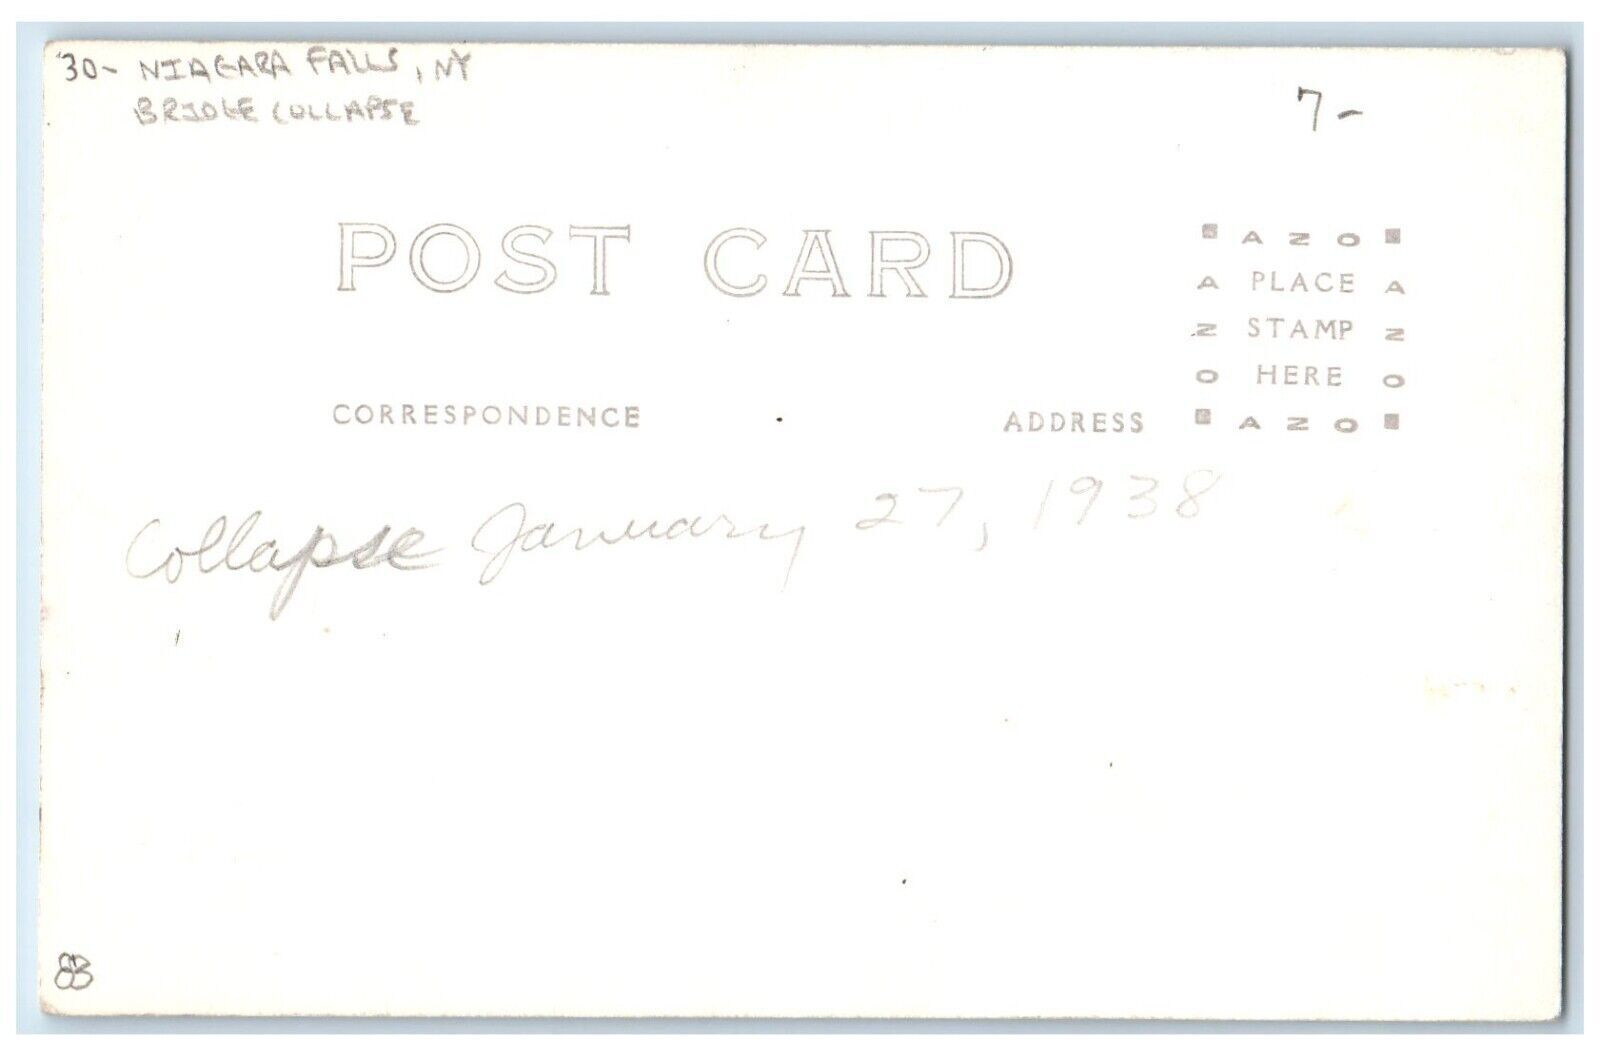 '30- NIAGARA FALLS, NY
BRIDGE COLLAPSE
7-
POST CARD
AZO
A PLACE A
Z STAMP Z
O HERE O
AZO
CORRESPONDENCE
ADDRESS
Collapse January 27, 1938